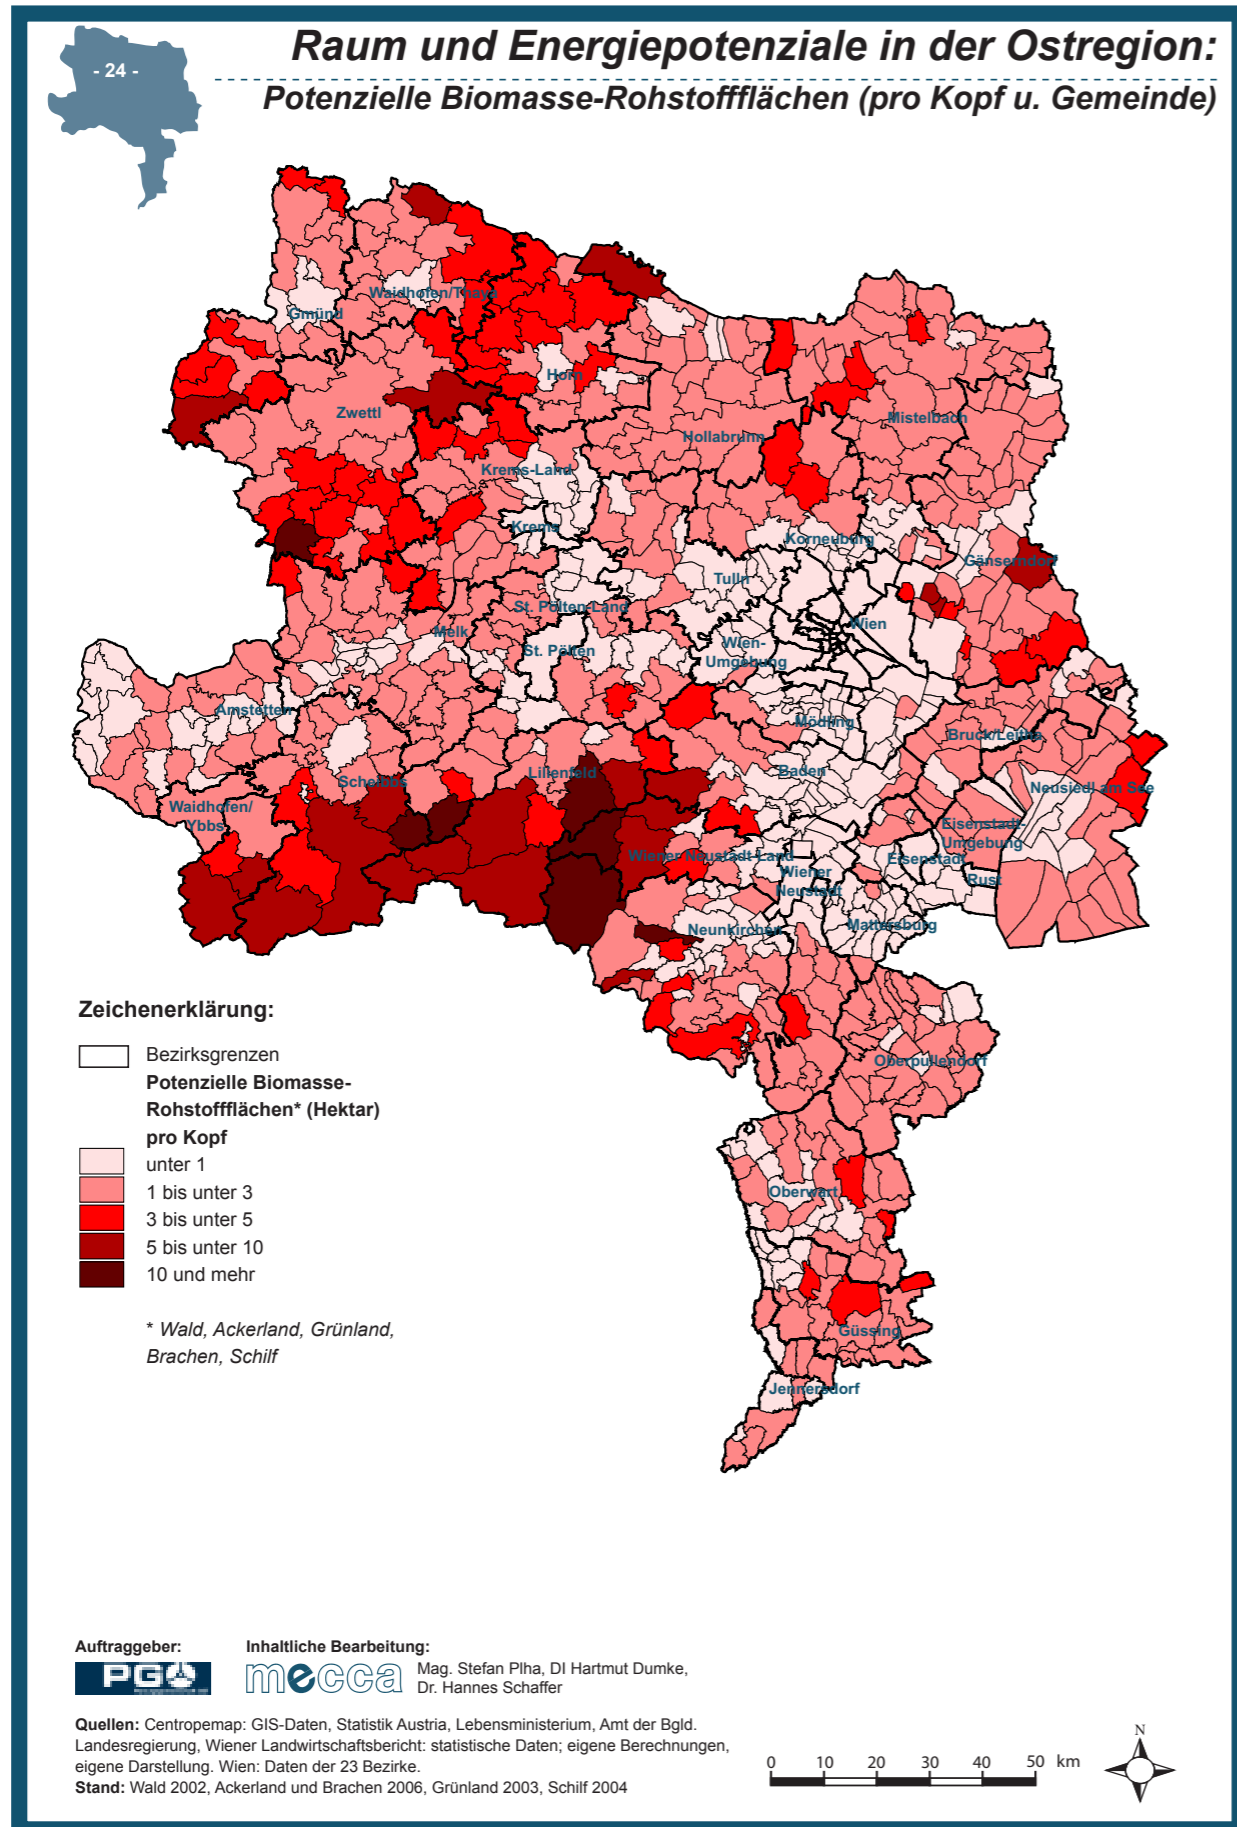 - 24 -
Raum und Energiepotenziale in der Ostregion:
Potenzielle Biomasse-Rohstoffflächen (pro Kopf u. Gemeinde)
Waidhofen/Thaya
Gmünd
Horn
Zwettl
Mistelbach
Hollabrunn
Krems-Land
Krems
Korneuburg
Gänserndorf
Tulln
St. Pölten-Land
Wien
Melk
Wien-
Umgebung
St. Pölten
Amstetten
Mödling
Bruck/Leitha
Baden
Lilienfeld
Scheibbs
Neusiedl am See
Waidhofen/
Ybbs
Eisenstadt-
Umgebung
Wiener Neustadt-Land
Eisenstadt
Wiener
Neustadt
Rust
Mattersburg
Neunkirchen
Oberpullendorf
Oberwart
Güssing
Jennersdorf
Zeichenerklärung:
Bezirksgrenzen
Potenzielle Biomasse-
Rohstoffflächen* (Hektar)
pro Kopf
unter 1
1 bis unter 3
3 bis unter 5
5 bis unter 10
10 und mehr
* Wald, Ackerland, Grünland,
Brachen, Schilf
Auftraggeber:
PGO
Inhaltliche Bearbeitung:
mecca
Mag. Stefan Plha, DI Hartmut Dumke,
Dr. Hannes Schaffer
Quellen: Centropemap: GIS-Daten, Statistik Austria, Lebensministerium, Amt der Bgld.
Landesregierung, Wiener Landwirtschaftsbericht: statistische Daten; eigene Berechnungen,
eigene Darstellung. Wien: Daten der 23 Bezirke.
Stand: Wald 2002, Ackerland und Brachen 2006, Grünland 2003, Schilf 2004
0 10 20 30 40 50 km
N